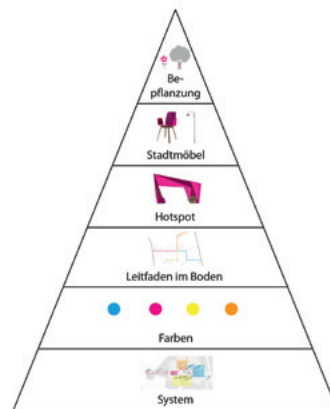 Be-
pflanzung
Stadtmöbel
Hotspot
Leitfaden im Boden
Farben
System